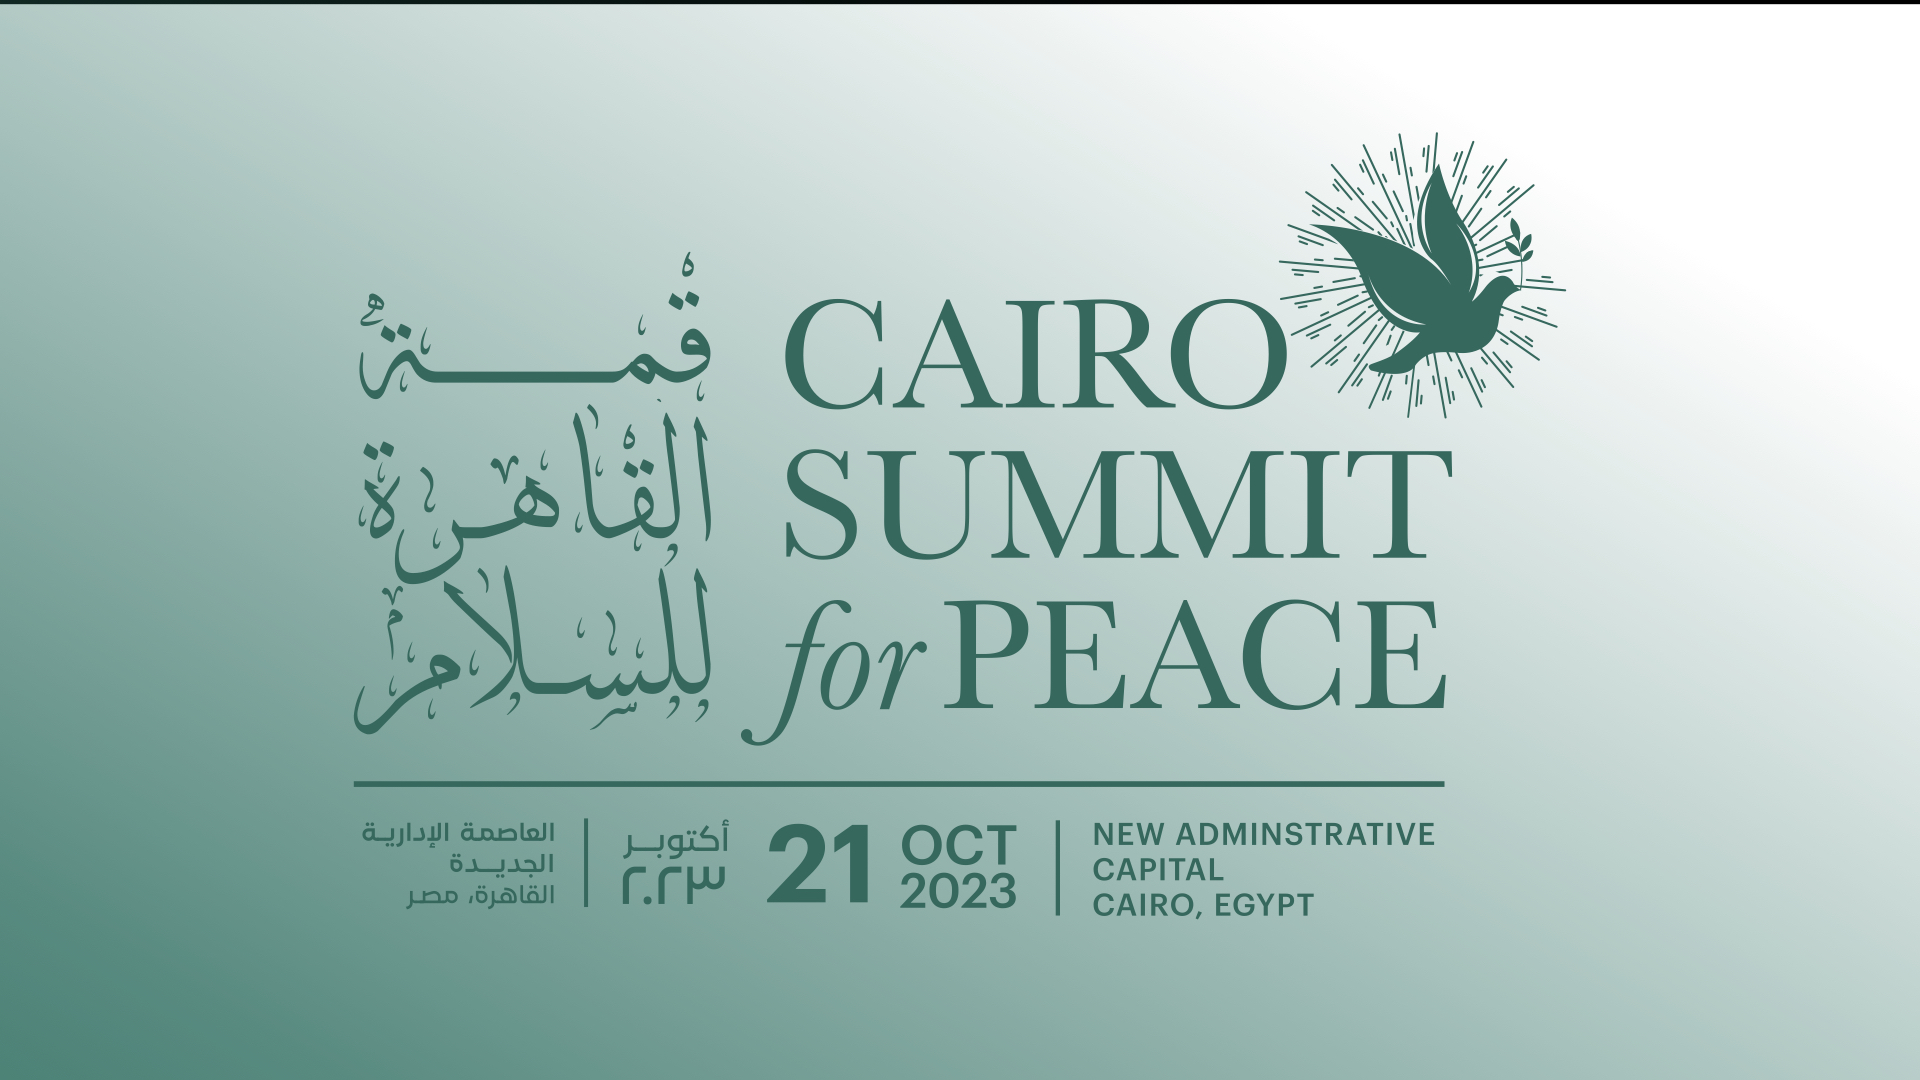 قمة
القاهرة
للسلام
CAIRO
SUMMIT
for PEACE
العاصمة الإدارية
الجديدة
القاهرة، مصر
أكتوبر
٢٠٢٣
21
OCT
2023
NEW ADMINSTRATIVE
CAPITAL
CAIRO, EGYPT